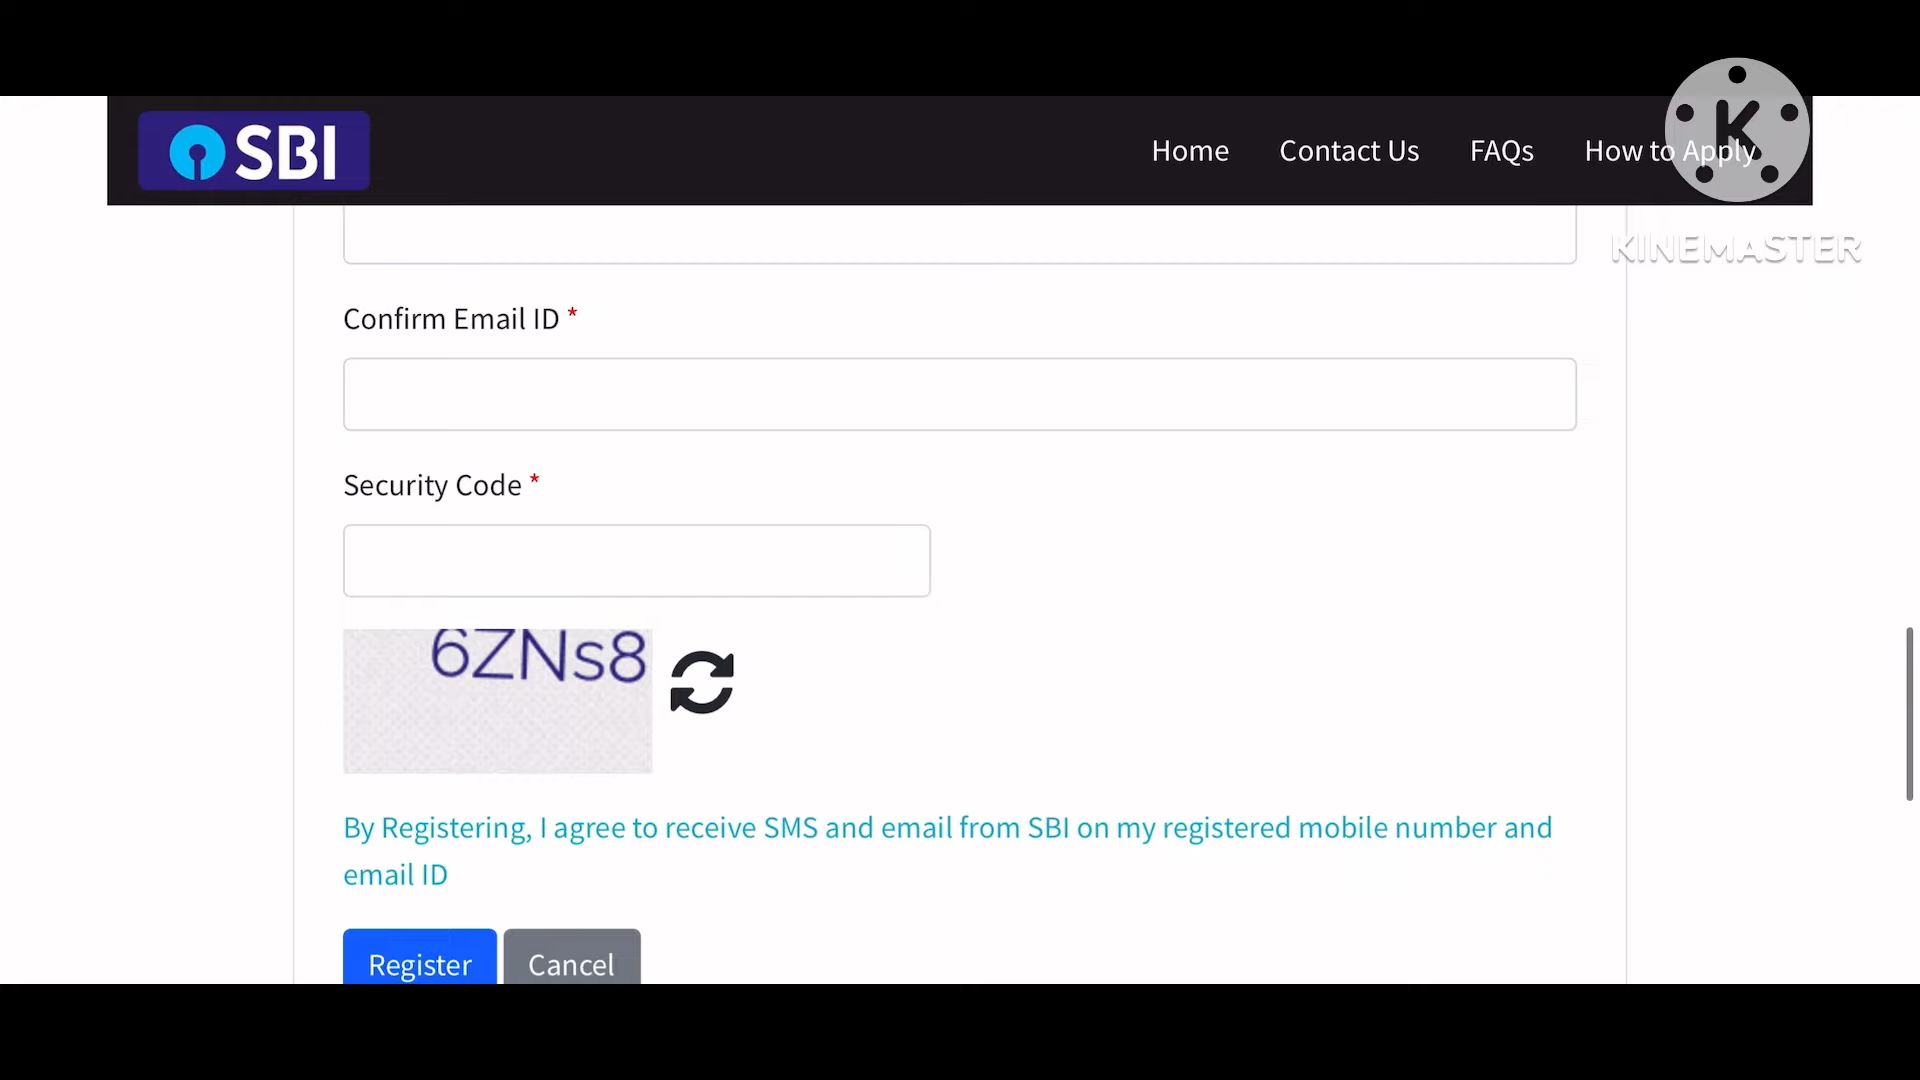 SBI
Home Contact Us FAQs How to Apply
K
KINEMASTER
Confirm Email ID *
Security Code *
6ZNs8
By Registering, I agree to receive SMS and email from SBI on my registered mobile number and
email ID
Register Cancel